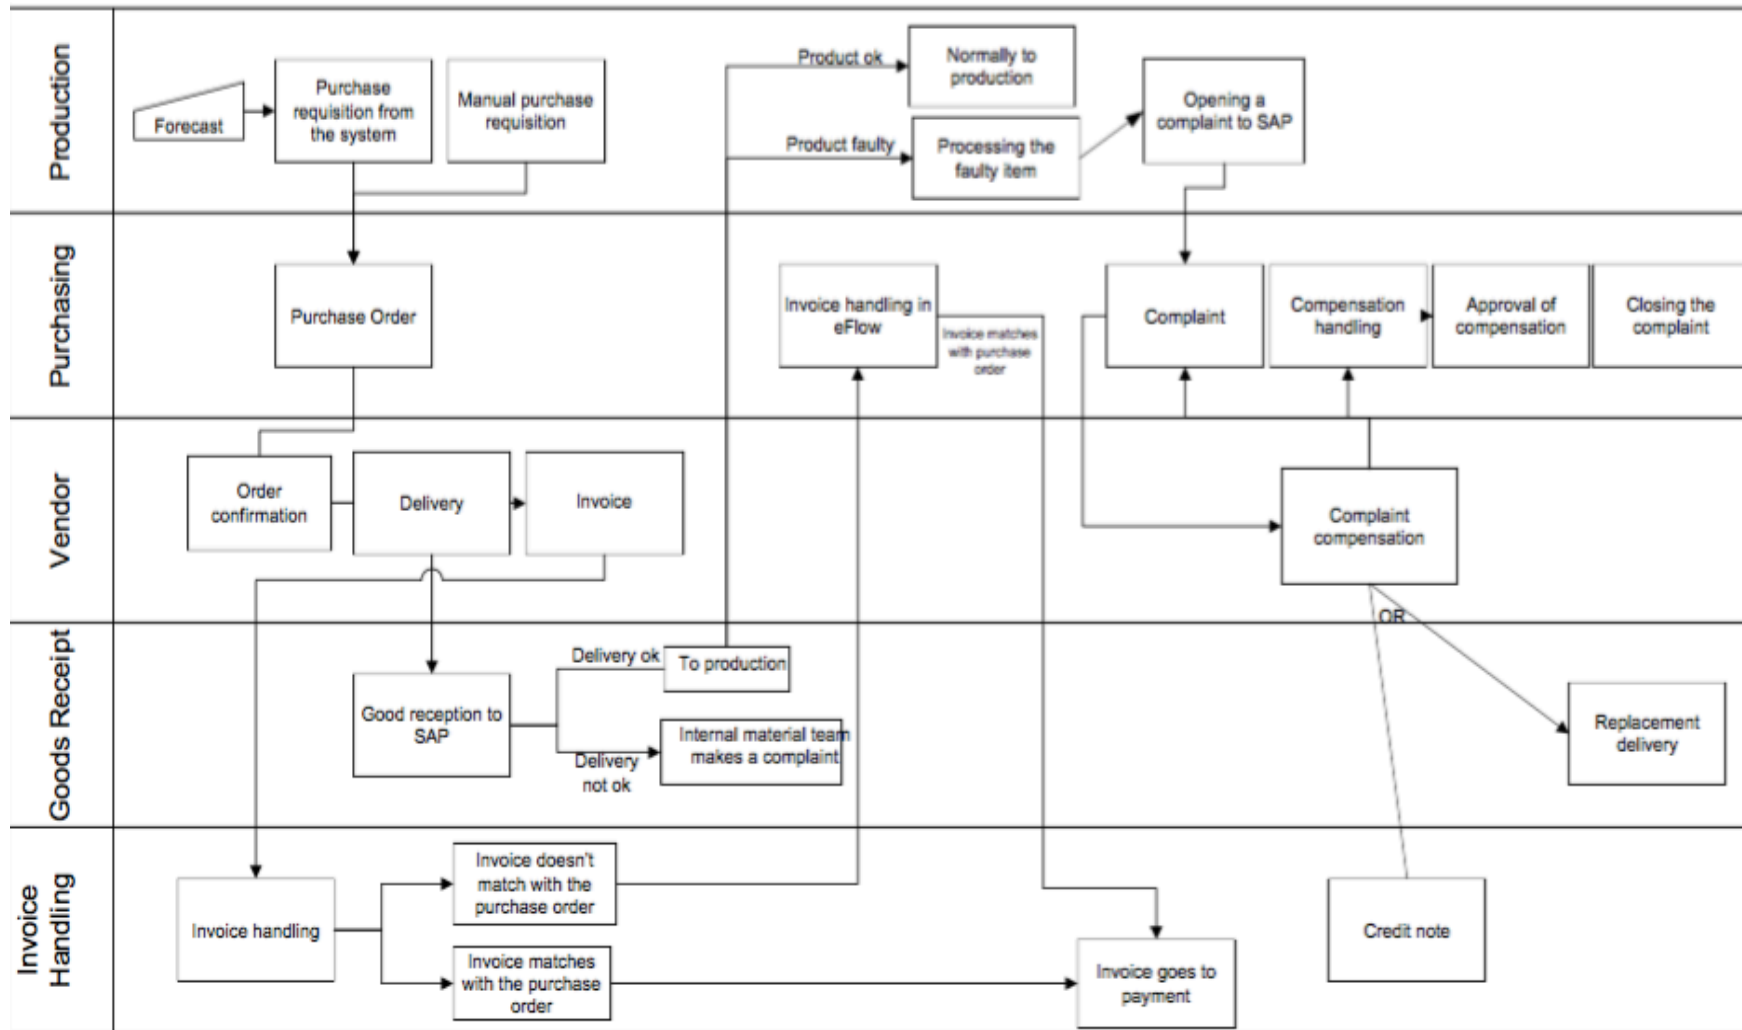 Production
Forecast
Purchase
requisition from
the system
Manual purchase
requisition
Product ok
Normally to
production
Product faulty
Processing the
faulty item
Opening a
complaint to SAP
Purchasing
Purchase Order
Invoice handling in
eFlow
Invoice matches
with purchase
order
Complaint
Compensation
handling
Approval of
compensation
Closing the
complaint
Vendor
Order
confirmation
Delivery
Invoice
Complaint
compensation
OR
Goods Receipt
Good reception to
SAP
Delivery ok
To production
Delivery
not ok
Internal material team
makes a complaint
Replacement
delivery
Invoice
Handling
Invoice handling
Invoice doesn't
match with the
purchase order
Invoice matches
with the purchase
order
Invoice goes to
payment
Credit note